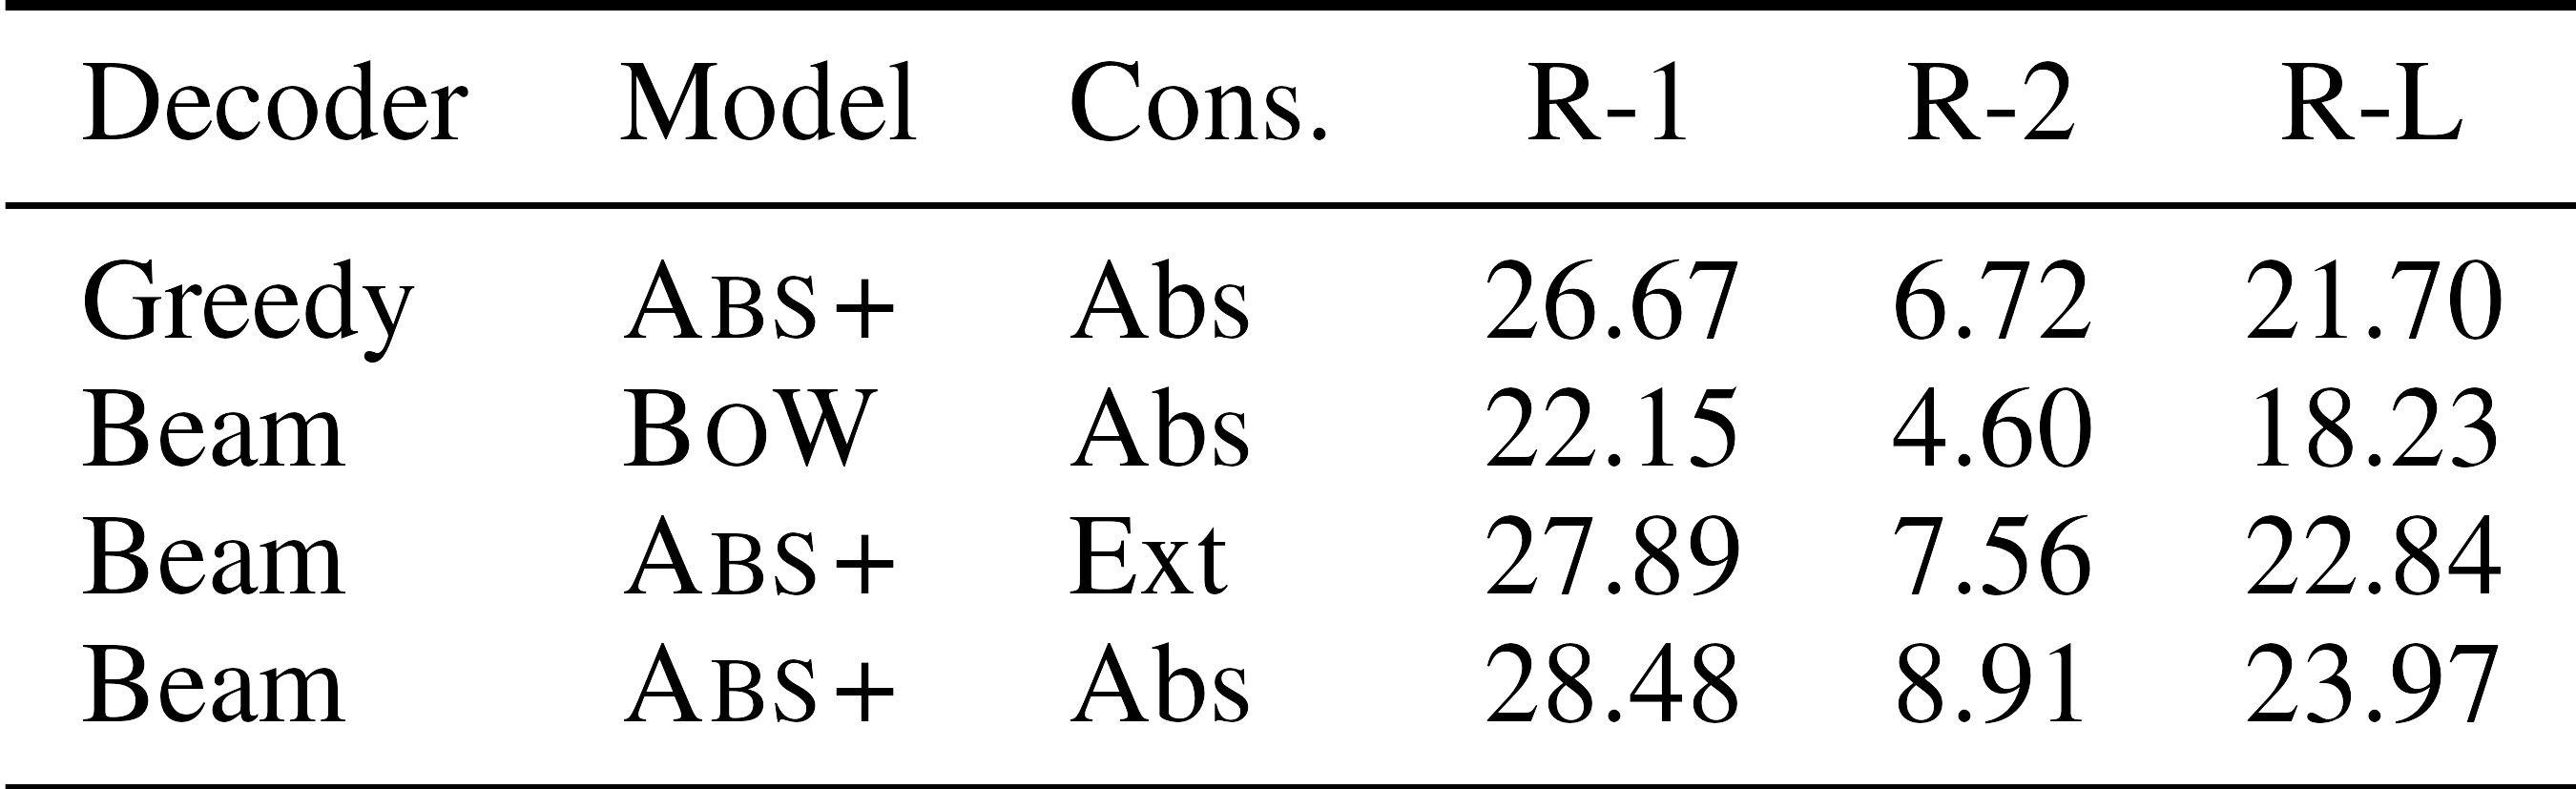 Decoder Model Cons. R-1 R-2 R-L
Greedy ABS+ Abs 26.67 6.72 21.70
Beam BOW Abs 22.15 4.60 18.23
Beam ABS+ Ext 27.89 7.56 22.84
Beam ABS+ Abs 28.48 8.91 23.97